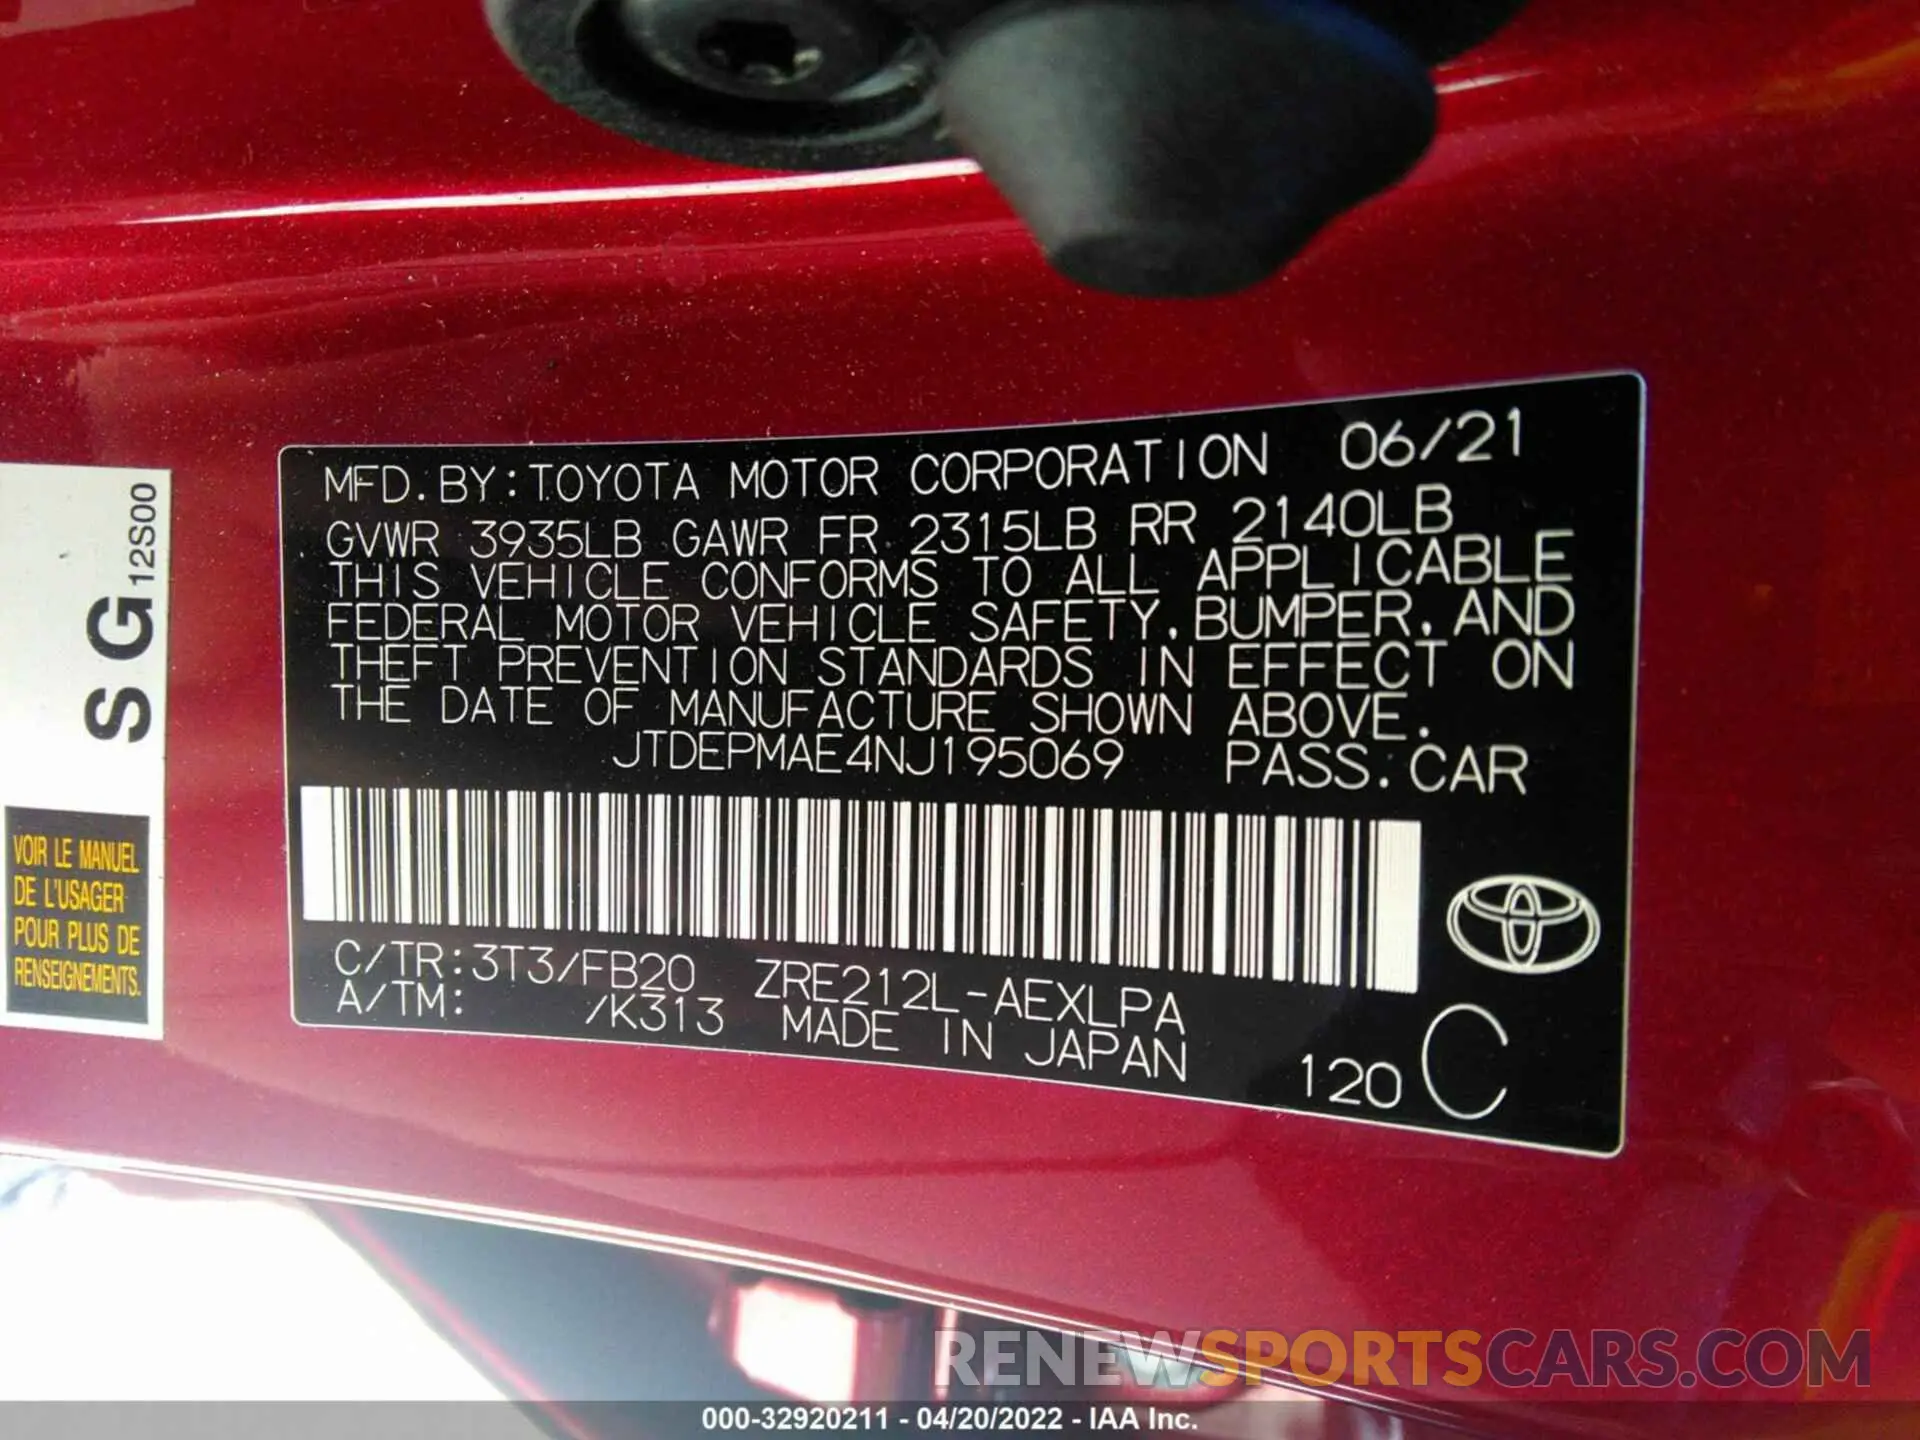 MFD. BY: TOYOTA MOTOR CORPORATION 06/21
GVWR 3935LB GAWR FR 2315LB RR 2140LB
THIS VEHICLE CONFORMS TO ALL APPLICABLE
FEDERAL MOTOR VEHICLE SAFETY, BUMPER, AND
THEFT PREVENTION STANDARDS IN EFFECT ON
THE DATE OF MANUFACTURE SHOWN ABOVE.
JTDEPMAE4NJ195069 PASS. CAR
C/TR: 3T3/FB20 ZRE212L-AEXLPA
A/TM: /K313 MADE IN JAPAN
120 C
SG 12S00
VOIR LE MANUEL
DE L'USAGER
POUR PLUS DE
RENSEIGNEMENTS.
RENEWSPORTSCARS.COM
000-32920211 - 04/20/2022 - IAA Inc.